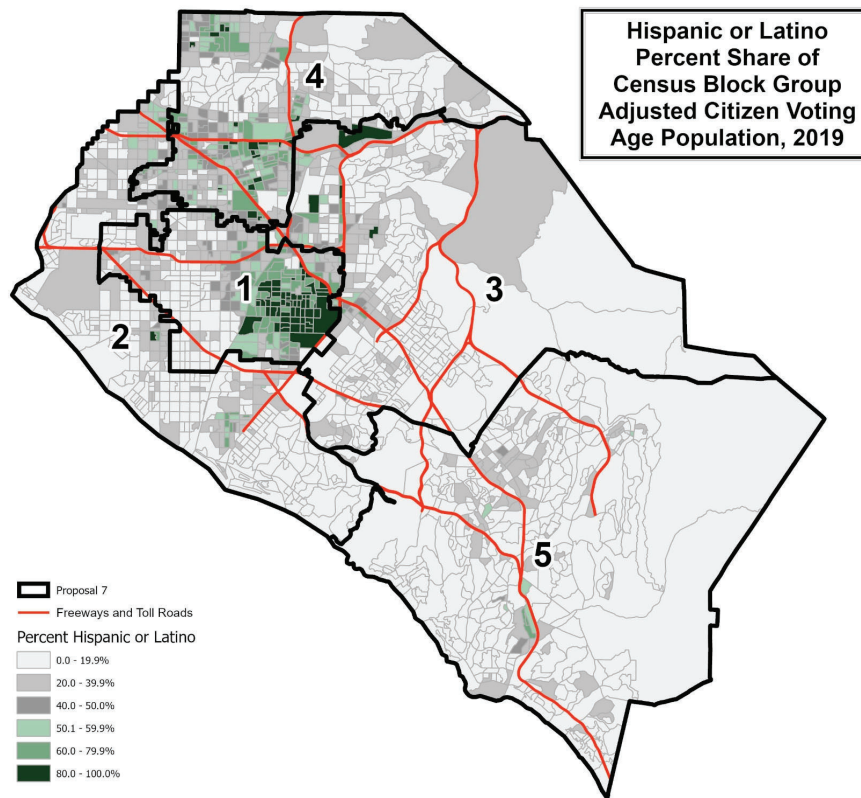 Hispanic or Latino
Percent Share of
Census Block Group
Adjusted Citizen Voting
Age Population, 2019
4
3
1
2
5
Proposal 7
Freeways and Toll Roads
Percent Hispanic or Latino
0.0 - 19.9%
20.0 - 39.9%
40.0 - 50.0%
50.1 - 59.9%
60.0 - 79.9%
80.0 - 100.0%